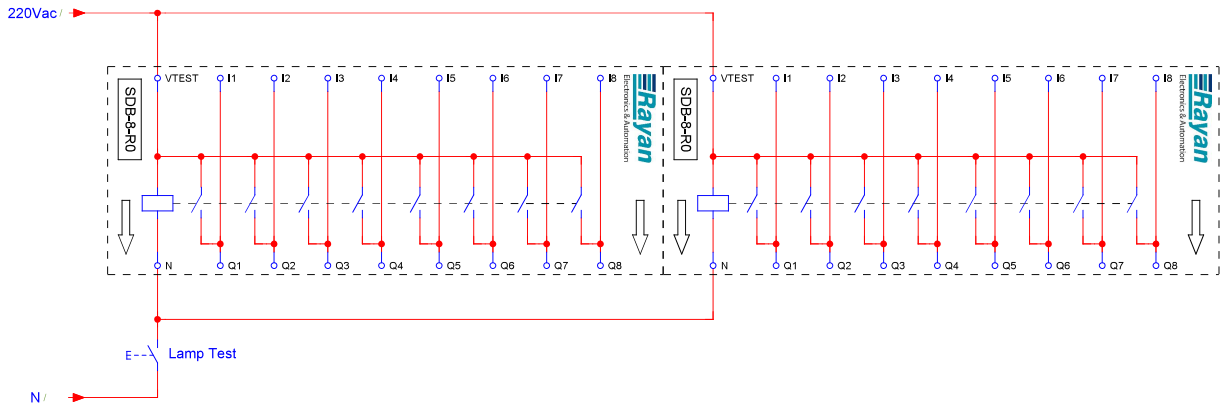 220Vac/
VTEST I1 I2 I3 I4 I5 I6 I7 I8
SDB-8-R0
Rayan
Electronics & Automation
N Q1 Q2 Q3 Q4 Q5 Q6 Q7 Q8
VTEST I1 I2 I3 I4 I5 I6 I7 I8
SDB-8-R0
Rayan
Electronics & Automation
N Q1 Q2 Q3 Q4 Q5 Q6 Q7 Q8
E Lamp Test
N /